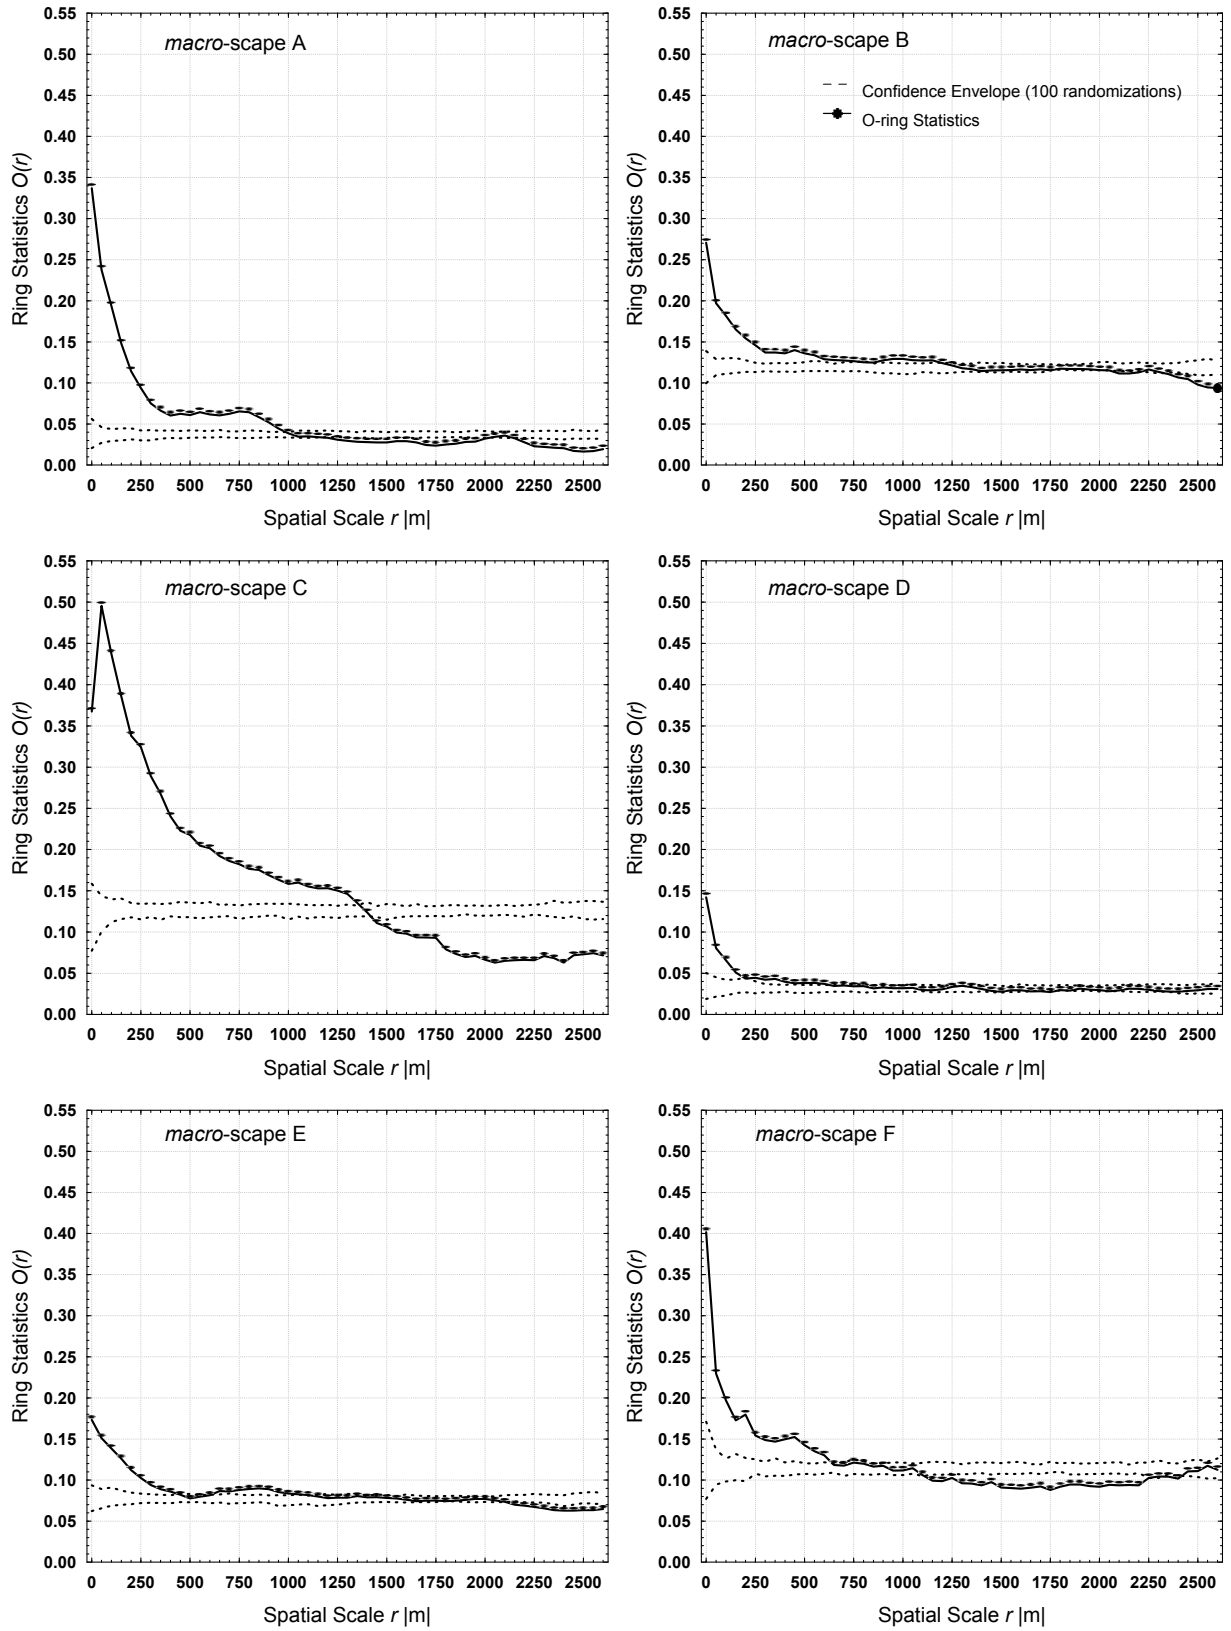 macro-scape A
Ring Statistics O(r)
0.55
0.50
0.45
0.40
0.35
0.30
0.25
0.20
0.15
0.10
0.05
0.00
0 250 500 750 1000 1250 1500 1750 2000 2250 2500
Spatial Scale r |m|
macro-scape B
Confidence Envelope (100 randomizations)
O-ring Statistics
Ring Statistics O(r)
0.55
0.50
0.45
0.40
0.35
0.30
0.25
0.20
0.15
0.10
0.05
0.00
0 250 500 750 1000 1250 1500 1750 2000 2250 2500
Spatial Scale r |m|
macro-scape C
Ring Statistics O(r)
0.55
0.50
0.45
0.40
0.35
0.30
0.25
0.20
0.15
0.10
0.05
0.00
0 250 500 750 1000 1250 1500 1750 2000 2250 2500
Spatial Scale r |m|
macro-scape D
Ring Statistics O(r)
0.55
0.50
0.45
0.40
0.35
0.30
0.25
0.20
0.15
0.10
0.05
0.00
0 250 500 750 1000 1250 1500 1750 2000 2250 2500
Spatial Scale r |m|
macro-scape E
Ring Statistics O(r)
0.55
0.50
0.45
0.40
0.35
0.30
0.25
0.20
0.15
0.10
0.05
0.00
0 250 500 750 1000 1250 1500 1750 2000 2250 2500
Spatial Scale r |m|
macro-scape F
Ring Statistics O(r)
0.55
0.50
0.45
0.40
0.35
0.30
0.25
0.20
0.15
0.10
0.05
0.00
0 250 500 750 1000 1250 1500 1750 2000 2250 2500
Spatial Scale r |m|